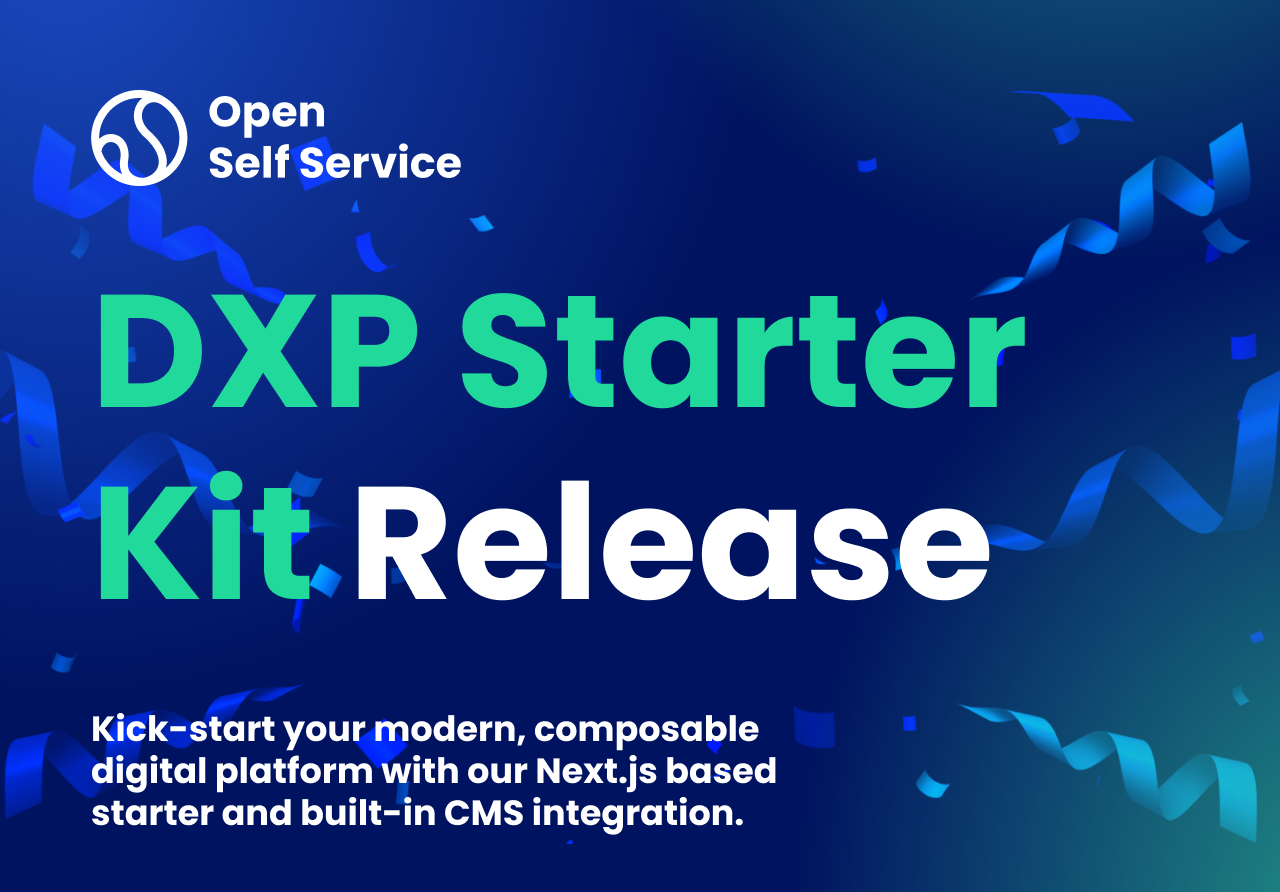 Open
Self Service
DXP Starter
Kit Release
Kick-start your modern, composable
digital platform with our Next.js based
starter and built-in CMS integration.